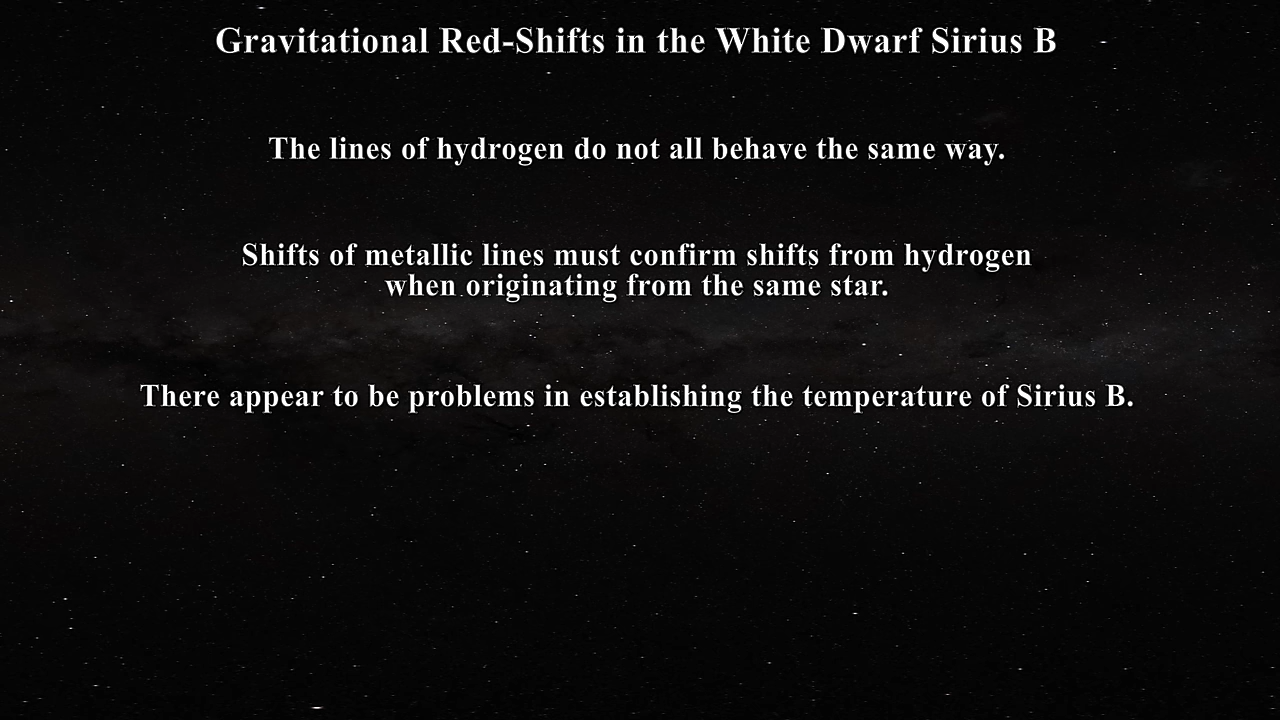 Gravitational Red-Shifts in the White Dwarf Sirius B
The lines of hydrogen do not all behave the same way.
Shifts of metallic lines must confirm shifts from hydrogen
when originating from the same star.
There appear to be problems in establishing the temperature of Sirius B.